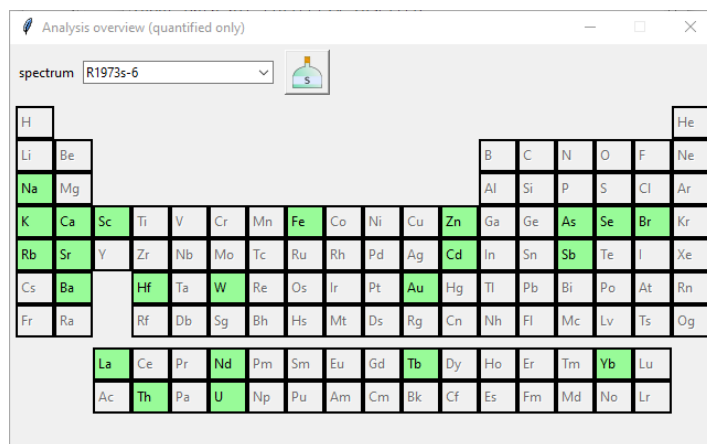 Analysis overview (quantified only)
spectrum R1973s-6 S
H He
Li Be B C N O F Ne
Na Mg Al Si P S Cl Ar
K Ca Sc Ti V Cr Mn Fe Co Ni Cu Zn Ga Ge As Se Br Kr
Rb Sr Y Zr Nb Mo Tc Ru Rh Pd Ag Cd In Sn Sb Te I Xe
Cs Ba Hf Ta W Re Os Ir Pt Au Hg Tl Pb Bi Po At Rn
Fr Ra Rf Db Sg Bh Hs Mt Ds Rg Cn Nh Fl Mc Lv Ts Og
La Ce Pr Nd Pm Sm Eu Gd Tb Dy Ho Er Tm Yb Lu
Ac Th Pa U Np Pu Am Cm Bk Cf Es Fm Md No Lr